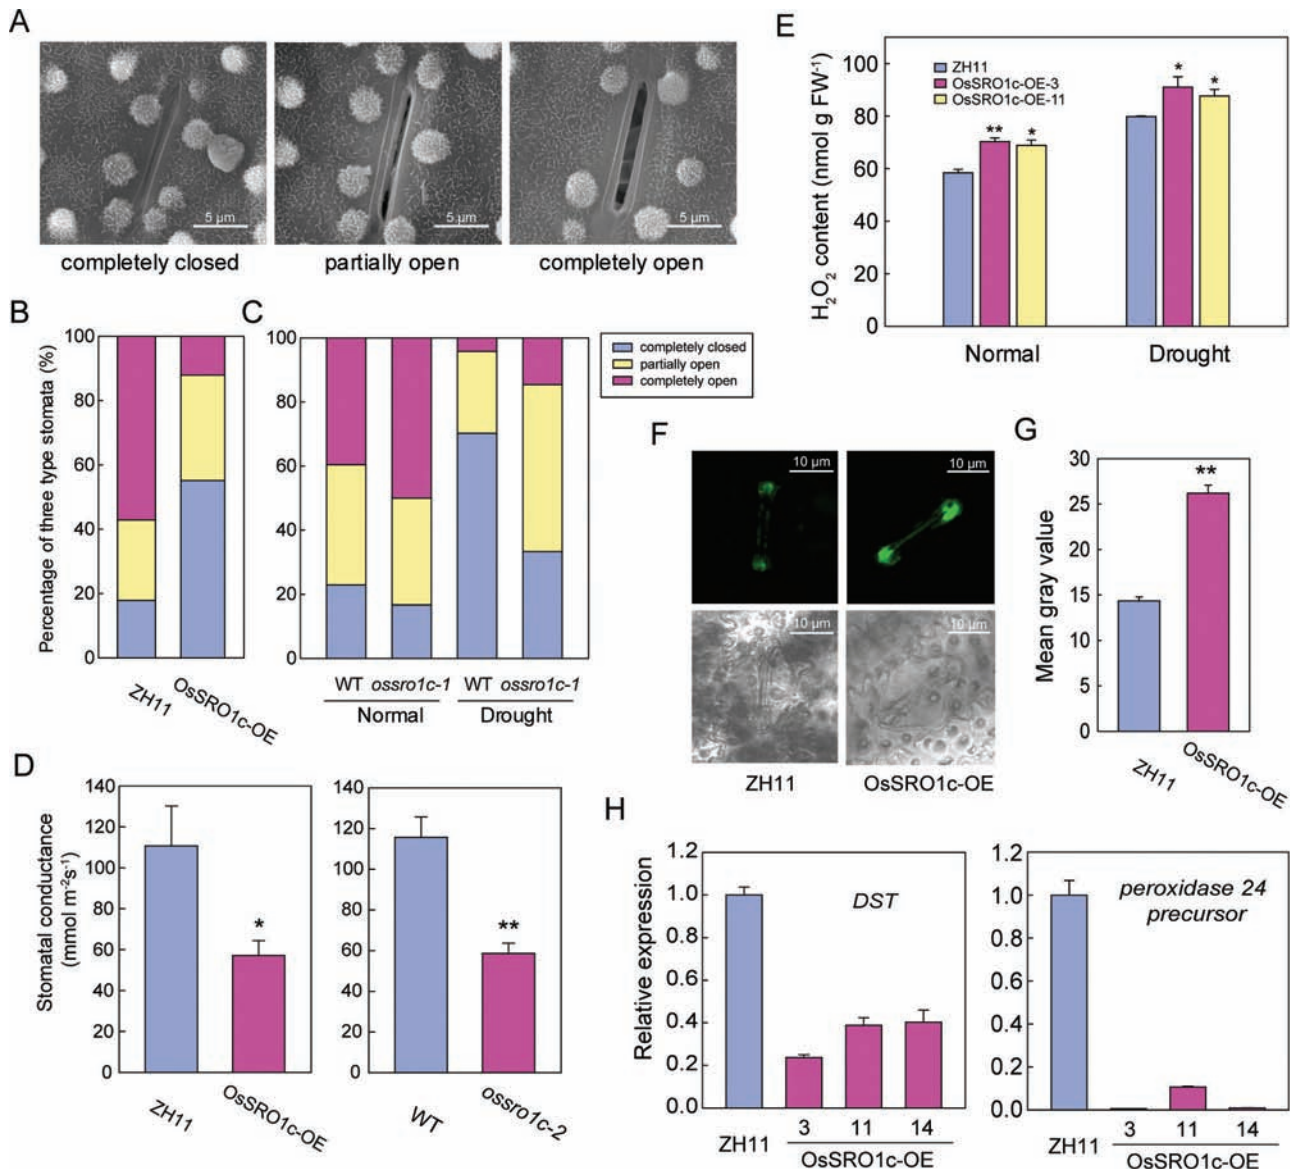 A
5 µm
5 µm
5 µm
completely closed
partially open
completely open
B
Percentage of three type stomata (%)
100
80
60
40
20
0
ZH11
OsSRO1c-OE
C
100
80
60
40
20
0
WT ossro1c-1 WT ossro1c-1
Normal
Drought
completely closed
partially open
completely open
D
Stomatal conductance
(mmol m⁻²s⁻¹)
140
120
100
80
60
40
20
0
*
ZH11
OsSRO1c-OE
140
120
100
80
60
40
20
0
**
WT
ossro1c-2
E
H₂O₂ content (nmol g FW⁻¹)
100
80
60
40
20
0
ZH11
OsSRO1c-OE-3
OsSRO1c-OE-11
** *
* *
Normal
Drought
F
10 µm
10 µm
10 µm
10 µm
ZH11
OsSRO1c-OE
G
Mean gray value
30
25
20
15
10
5
0
**
ZH11
OsSRO1c-OE
H
Relative expression
1.2
1.0
0.8
0.6
0.4
0.2
0.0
DST
ZH11
3 11 14
OsSRO1c-OE
1.2
1.0
0.8
0.6
0.4
0.2
0.0
peroxidase 24
precursor
ZH11
3 11 14
OsSRO1c-OE